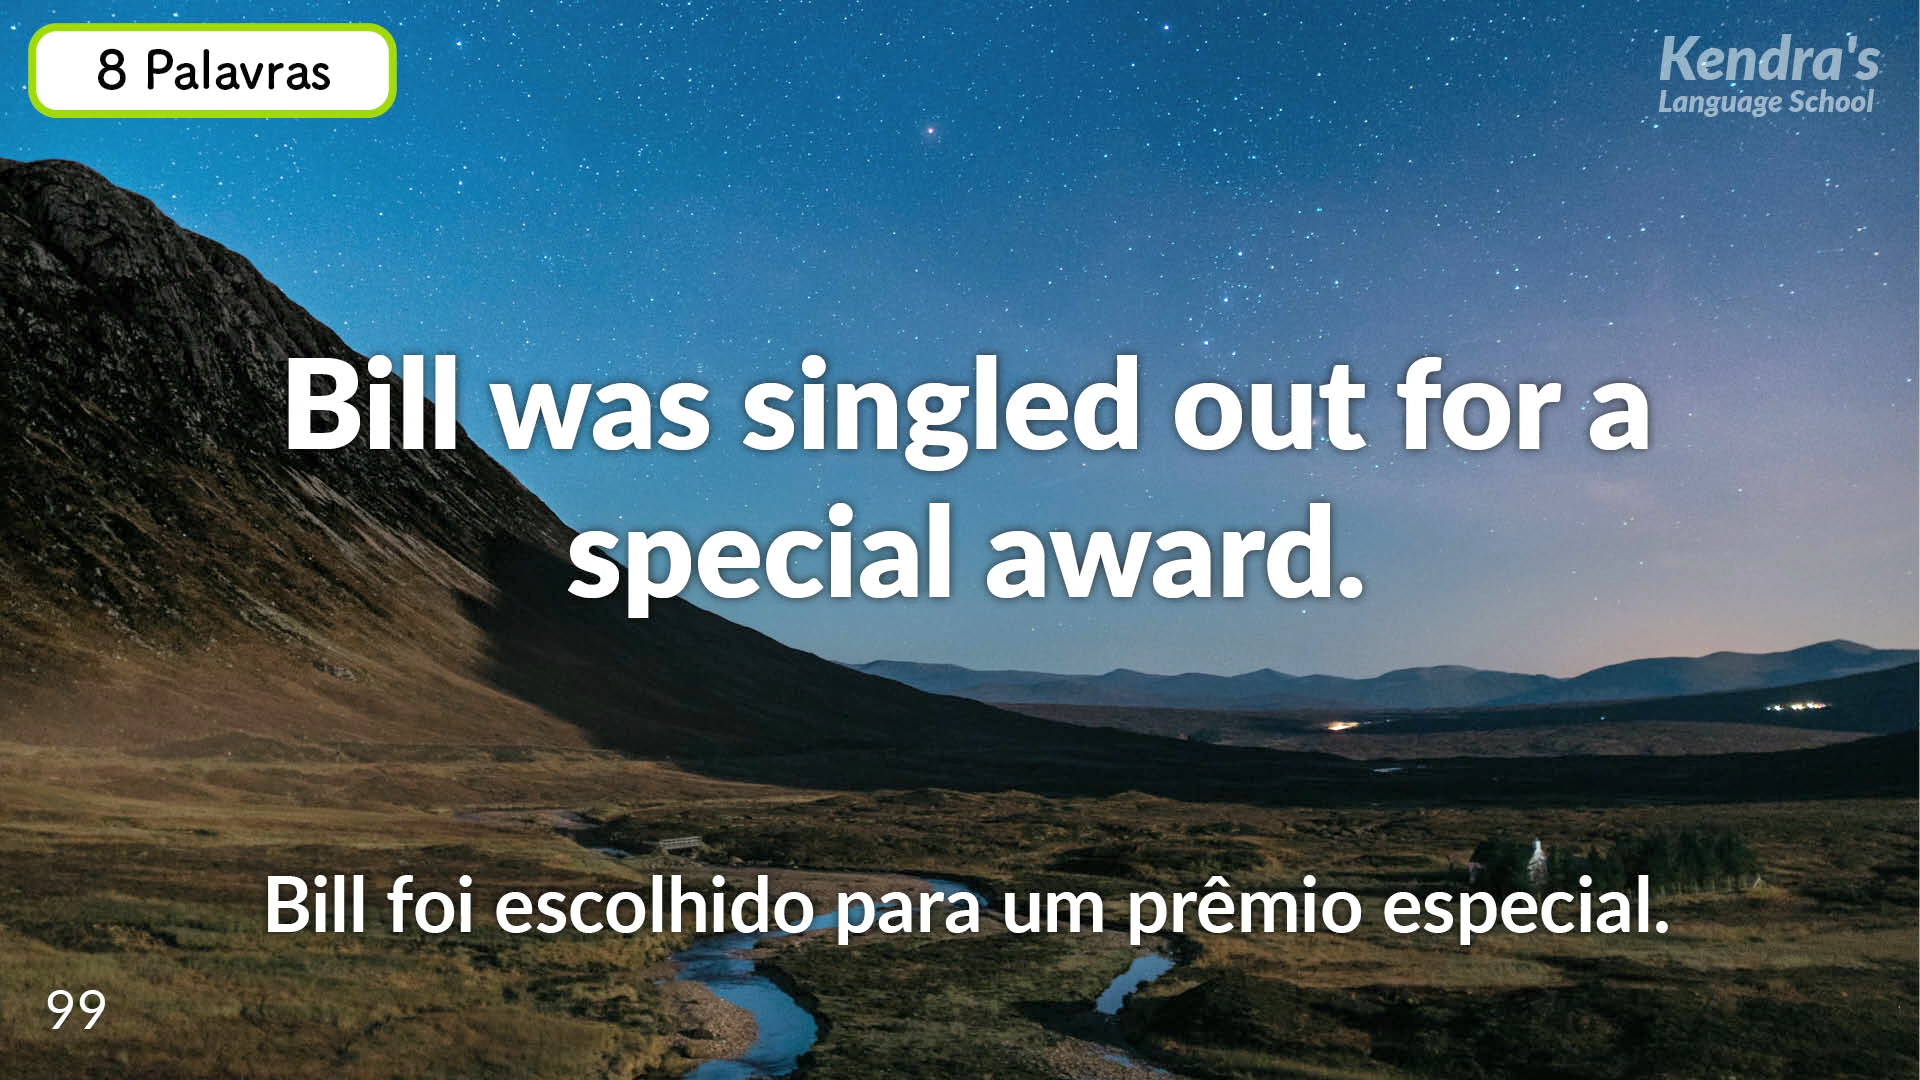 8 Palavras
Kendra's
Language School
Bill was singled out for a
special award.
Bill foi escolhido para um prêmio especial.
99